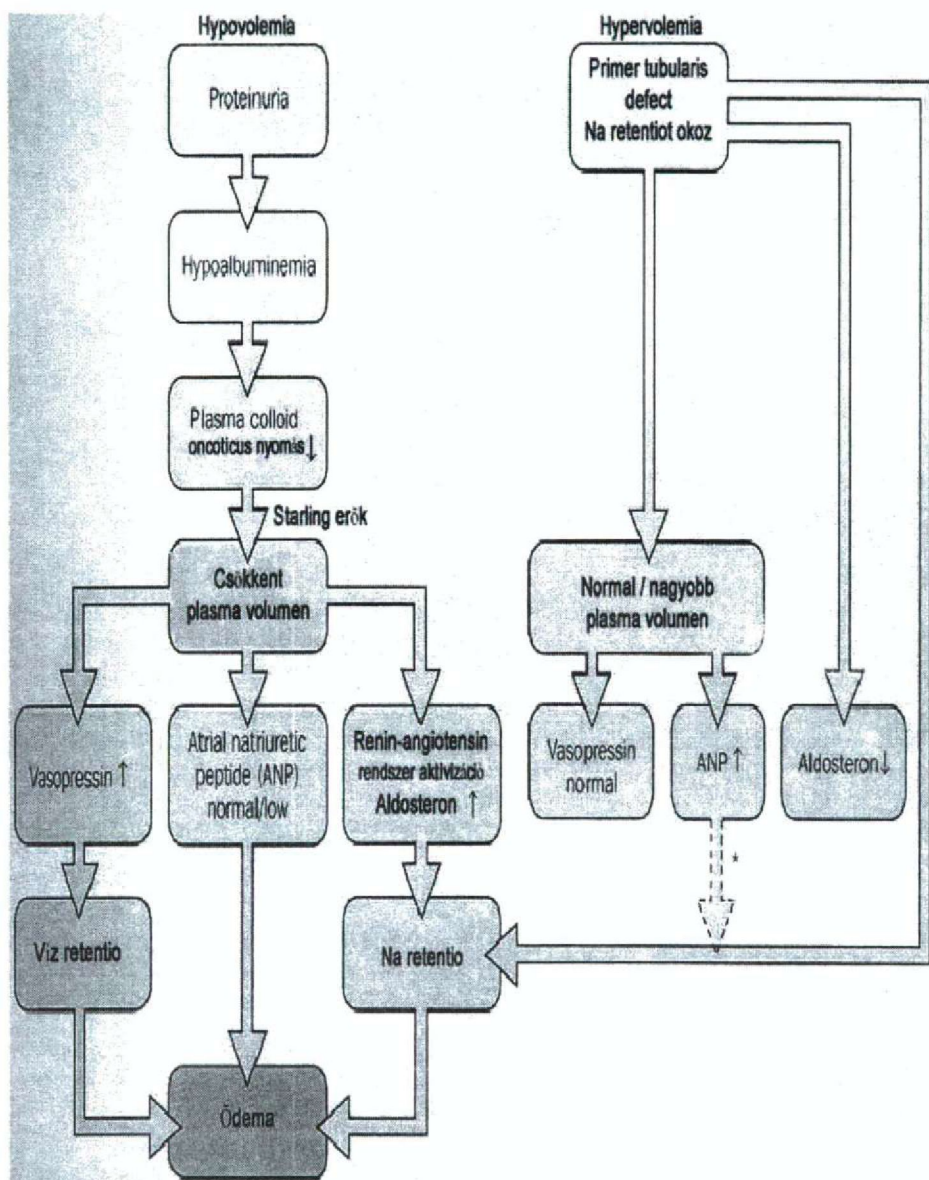 Hypovolemia
Proteinuria
Hypoalbuminemia
Plasma colloid
oncoticus nyomás ↓
Starling erők
Csökkent
plasma volumen
Vasopressin ↑
Atrial natriuretic
peptide (ANP)
normal/low
Renin-angiotensin
rendszer aktivizáció
Aldosteron ↑
Víz retentio
Na retentio
Ödema
Hypervolemia
Primer tubularis
defect
Na retentiot okoz
Normal / nagyobb
plasma volumen
Vasopressin
normal
ANP ↑
Aldosteron ↓
*